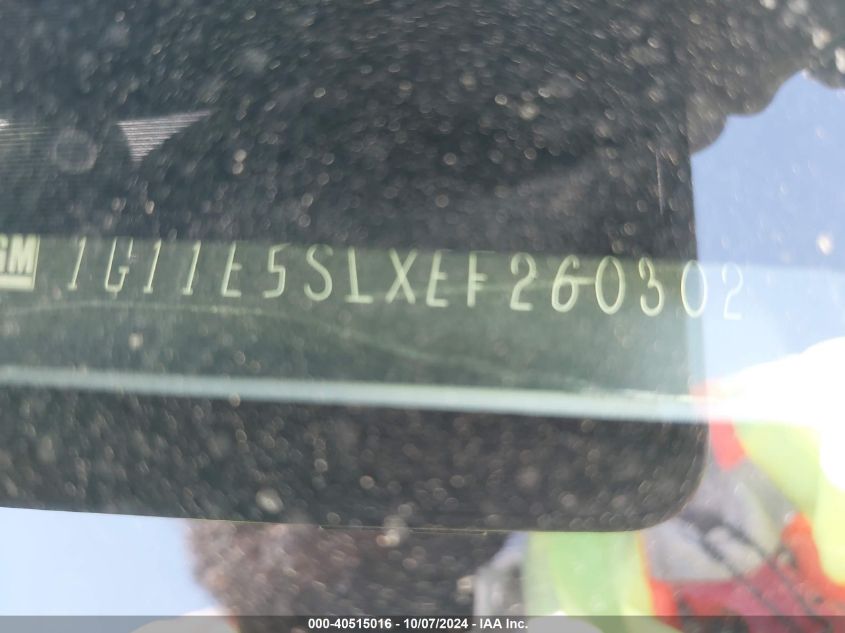 GM 1G11E5SLXEF260302
000-40515016 - 10/07/2024 - IAA Inc.